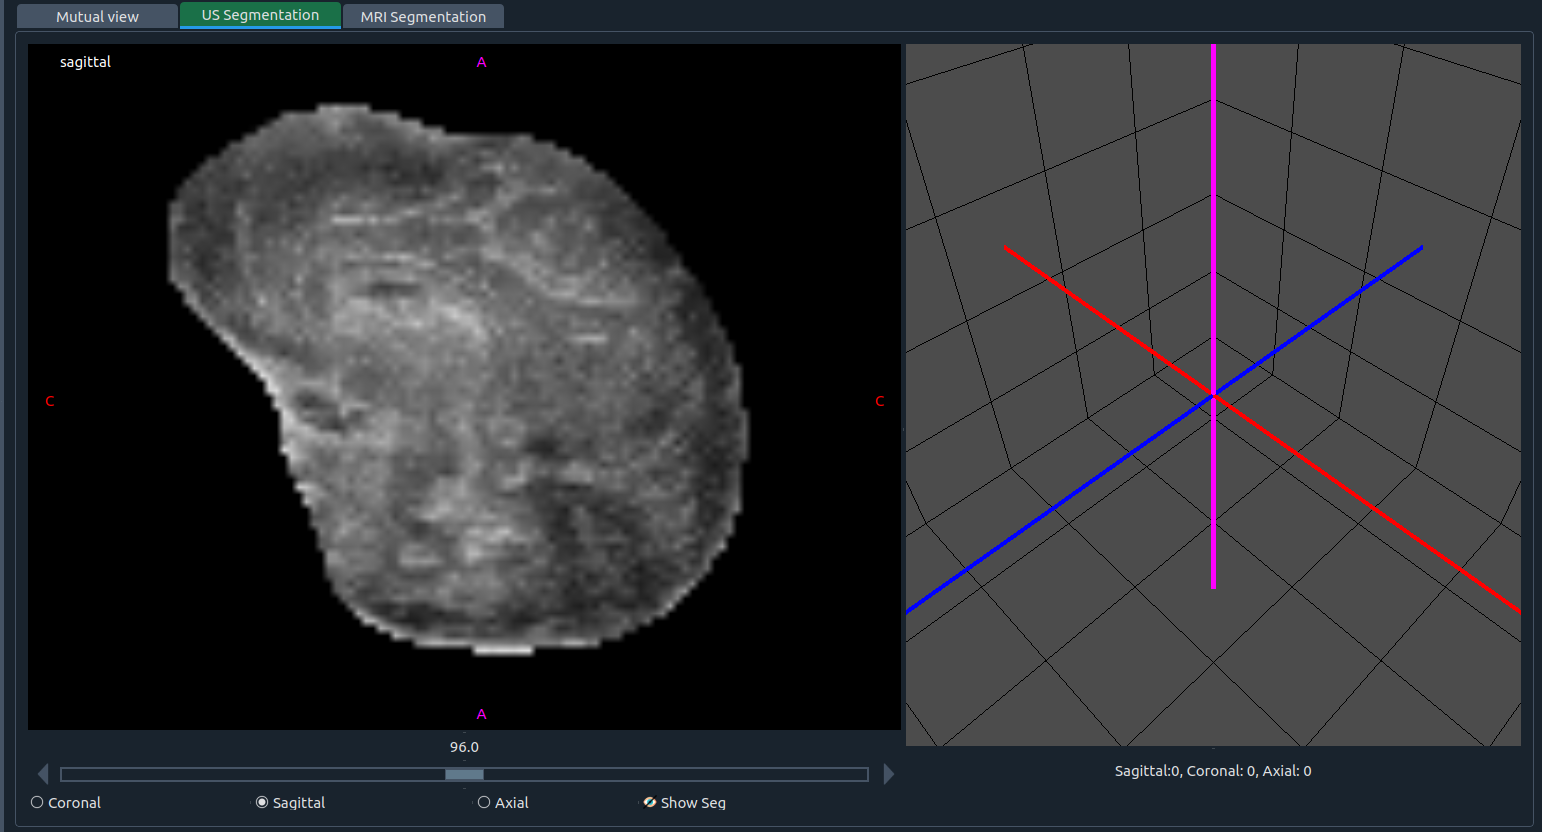 Mutual view
US Segmentation
MRI Segmentation
sagittal
A
C
C
A
96.0
Sagittal:0, Coronal: 0, Axial: 0
Coronal
Sagittal
Axial
Show Seg